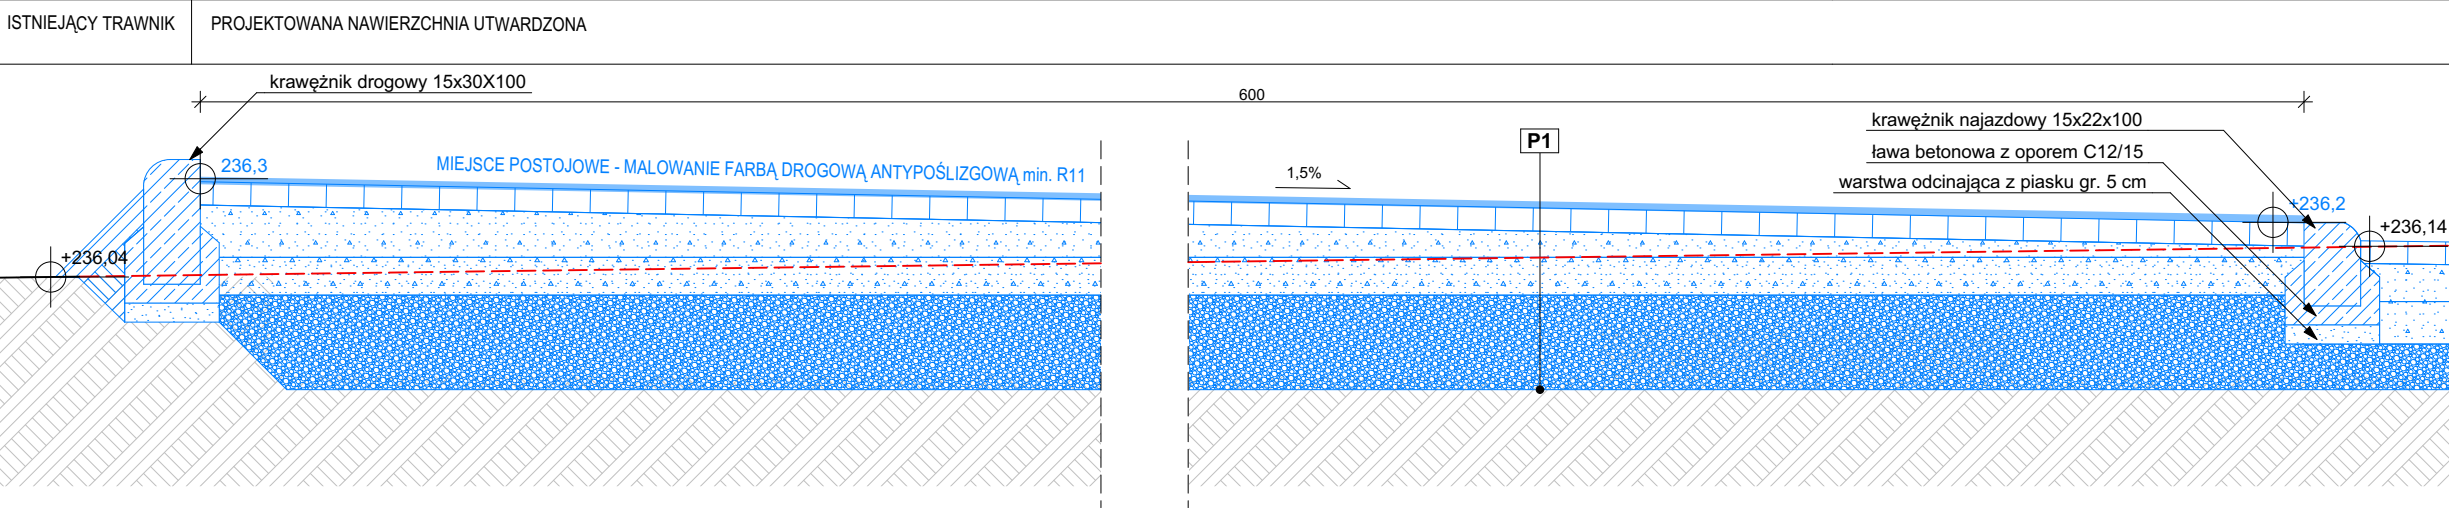 ISTNIEJĄCY TRAWNIK
PROJEKTOWANA NAWIERZCHNIA UTWARDZONA
krawężnik drogowy 15x30X100
600
krawężnik najazdowy 15x22x100
P1
ława betonowa z oporem C12/15
236,3
MIEJSCE POSTOJOWE - MALOWANIE FARBĄ DROGOWĄ ANTYPOŚLIZGOWĄ min. R11
1,5%
warstwa odcinająca z piasku gr. 5 cm
+236,2
+236,14
+236,04